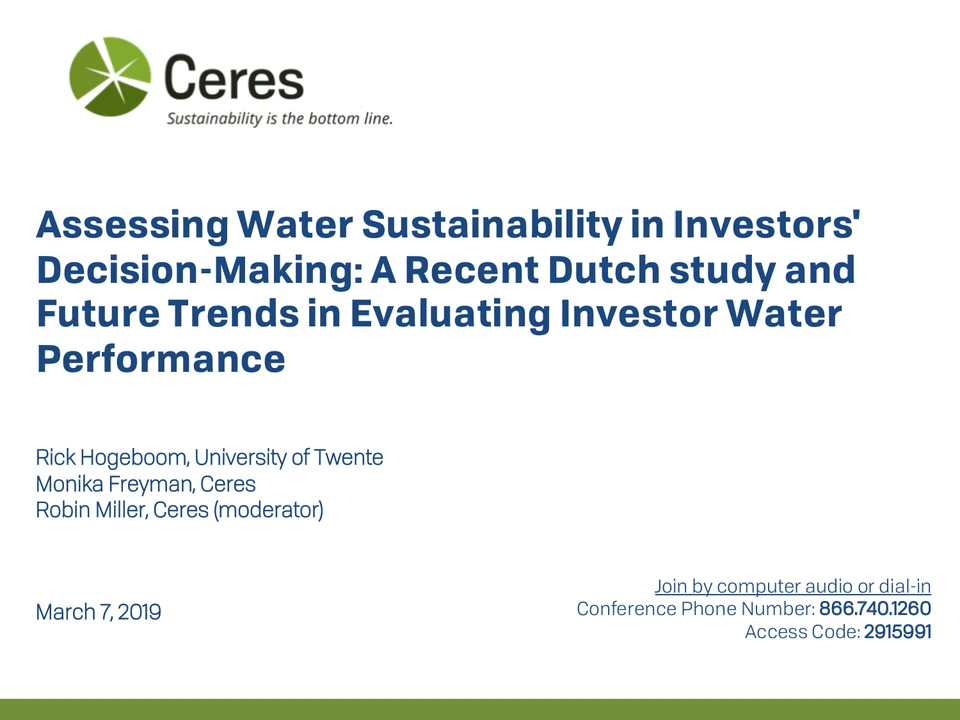 Ceres
Sustainability is the bottom line.
Assessing Water Sustainability in Investors'
Decision-Making: A Recent Dutch study and
Future Trends in Evaluating Investor Water
Performance
Rick Hogeboom, University of Twente
Monika Freyman, Ceres
Robin Miller, Ceres (moderator)
March 7, 2019
Join by computer audio or dial-in
Conference Phone Number: 866.740.1260
Access Code: 2915991